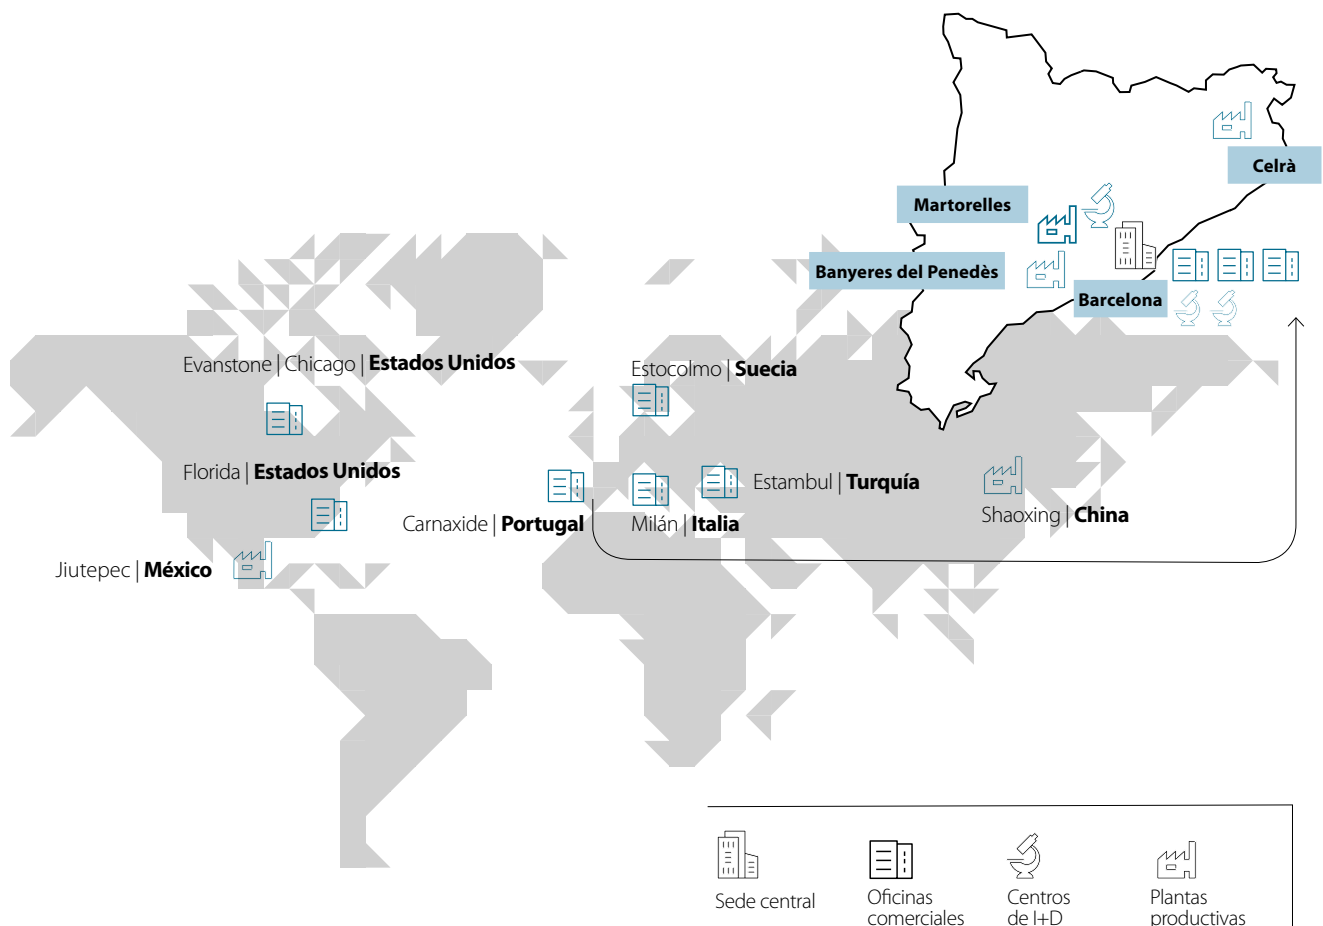 Celrà
Martorelles
Banyeres del Penedès
Barcelona
Evanstone | Chicago | Estados Unidos
Estocolmo | Suecia
Florida | Estados Unidos
Estambul | Turquía
Carnaxide | Portugal
Milán | Italia
Shaoxing | China
Jiutepec | México
Sede central
Oficinas
comerciales
Centros
de I+D
Plantas
productivas